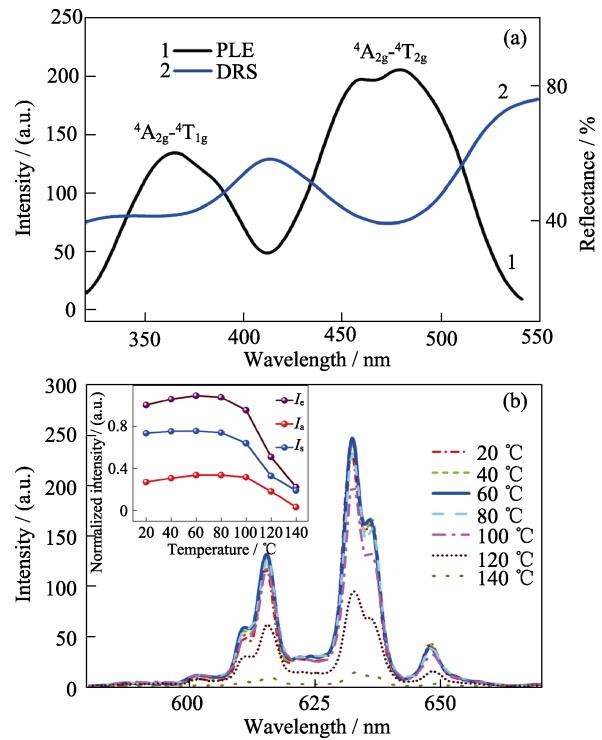 (a)
1 PLE
2 DRS
⁴A₂g-⁴T₁g
⁴A₂g-⁴T₂g
2
1
250
200
150
100
50
0
Intensity / (a.u.)
80
40
Reflectance / %
350 400 450 500 550
Wavelength / nm
(b)
300
250
200
150
100
50
0
Intensity / (a.u.)
Normalized intensity / (a.u.)
0.8
0.4
0
20 40 60 80 100 120 140
Temperature / ℃
Ie
Ia
Is
20 ℃
40 ℃
60 ℃
80 ℃
100 ℃
120 ℃
140 ℃
600 625 650
Wavelength / nm